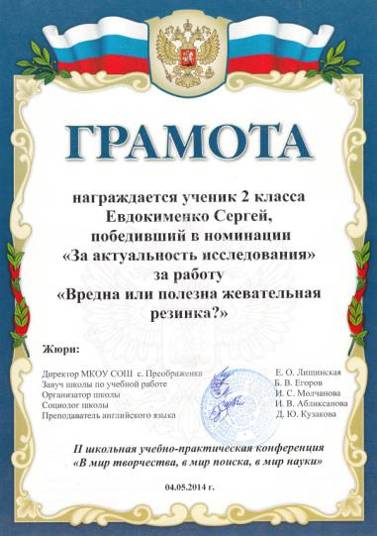 ГРАМОТА
награждается ученик 2 класса
Евдокименко Сергей,
победивший в номинации
«За актуальность исследования»
за работу
«Вредна или полезна жевательная
резинка?»
Жюри:
Директор МКОУ СОШ с. Преображенка Е. О. Лищинская
Завуч школы по учебной работе Б. В. Егоров
Организатор школы И. С. Молчанова
Социолог школы И. В. Абликсанова
Преподаватель английского языка Д. Ю. Кузакова
II школьная учебно-практическая конференция
«В мир творчества, в мир поиска, в мир науки»
04.05.2014 г.